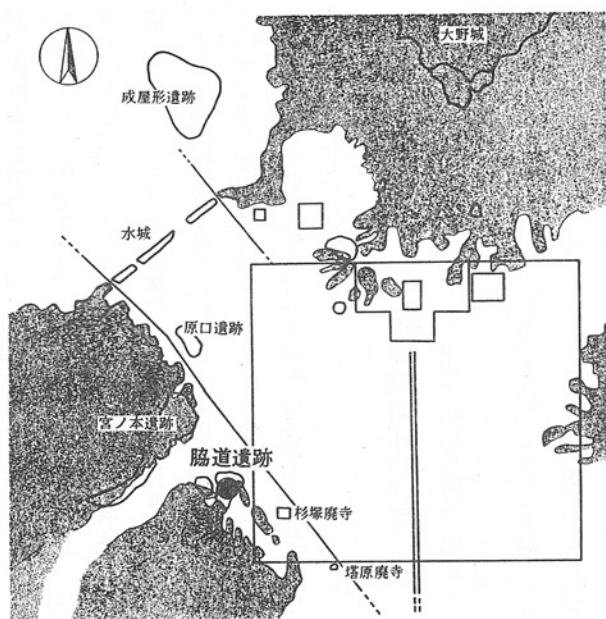 大野城
成屋形遺跡
水城
原口遺跡
宮ノ本遺跡
脇道遺跡
杉塚廃寺
塔原廃寺